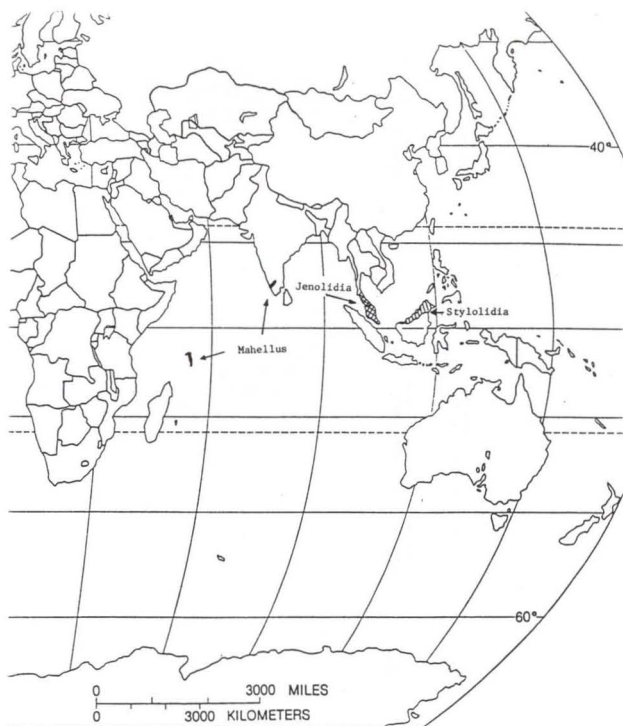 40°
Jenolidia
Stylolidia
Mahellus
60°
0 3000 MILES
0 3000 KILOMETERS